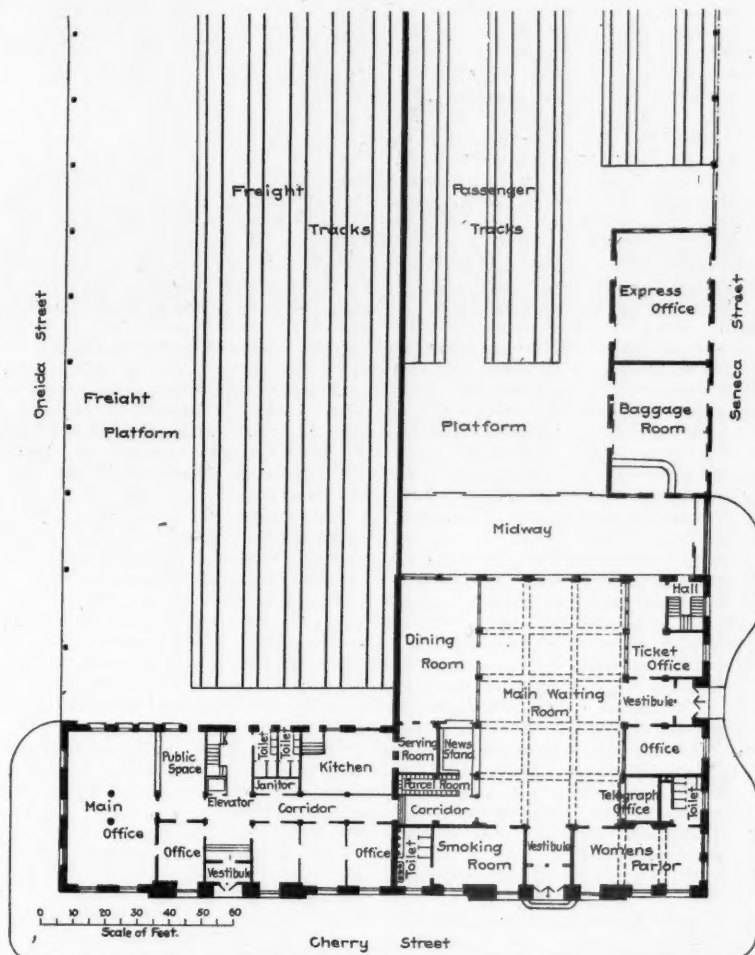 Freight
Tracks
Passenger
Tracks
Express
Office
Oneida Street
Seneca Street
Freight
Platform
Platform
Baggage
Room
Midway
Hall
Dining
Room
Ticket
Office
Main Waiting
Room
Vestibule
Public
Space
Toilet
Toilet
Kitchen
Serving
Room
News
Stand
Office
Janitor
Parcel Room
Main
Office
Elevator
Corridor
Corridor
Telegraph
Office
Toilet
Office
Vestibule
Office
Toilet
Smoking
Room
Vestibule
Womens
Parlor
0 10 20 30 40 50 60
Scale of Feet.
Cherry Street